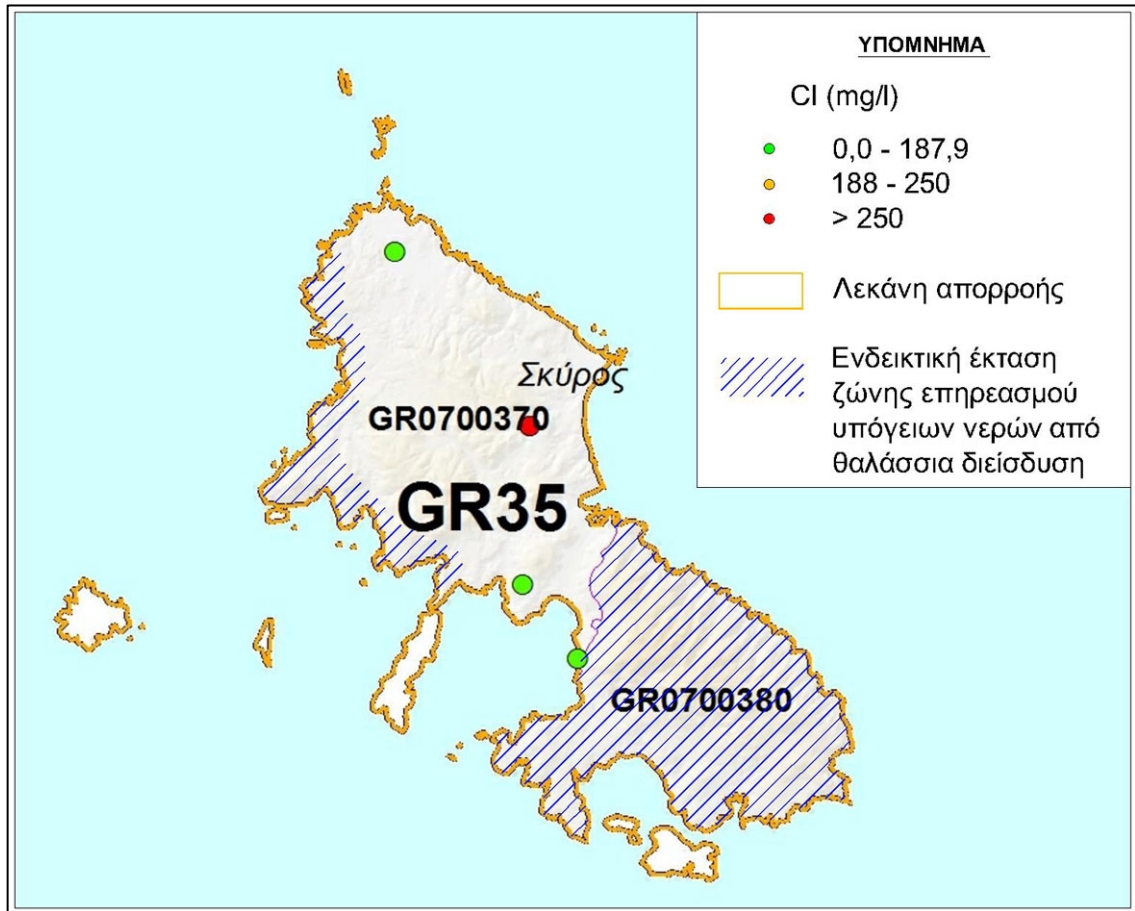 ΥΠΟΜΝΗΜΑ
Cl (mg/l)
0,0 - 187,9
188 - 250
> 250
Λεκάνη απορροής
Ενδεικτική έκταση
ζώνης επηρεασμού
υπόγειων νερών από
θαλάσσια διείσδυση
Σκύρος
GR0700370
GR35
GR0700380